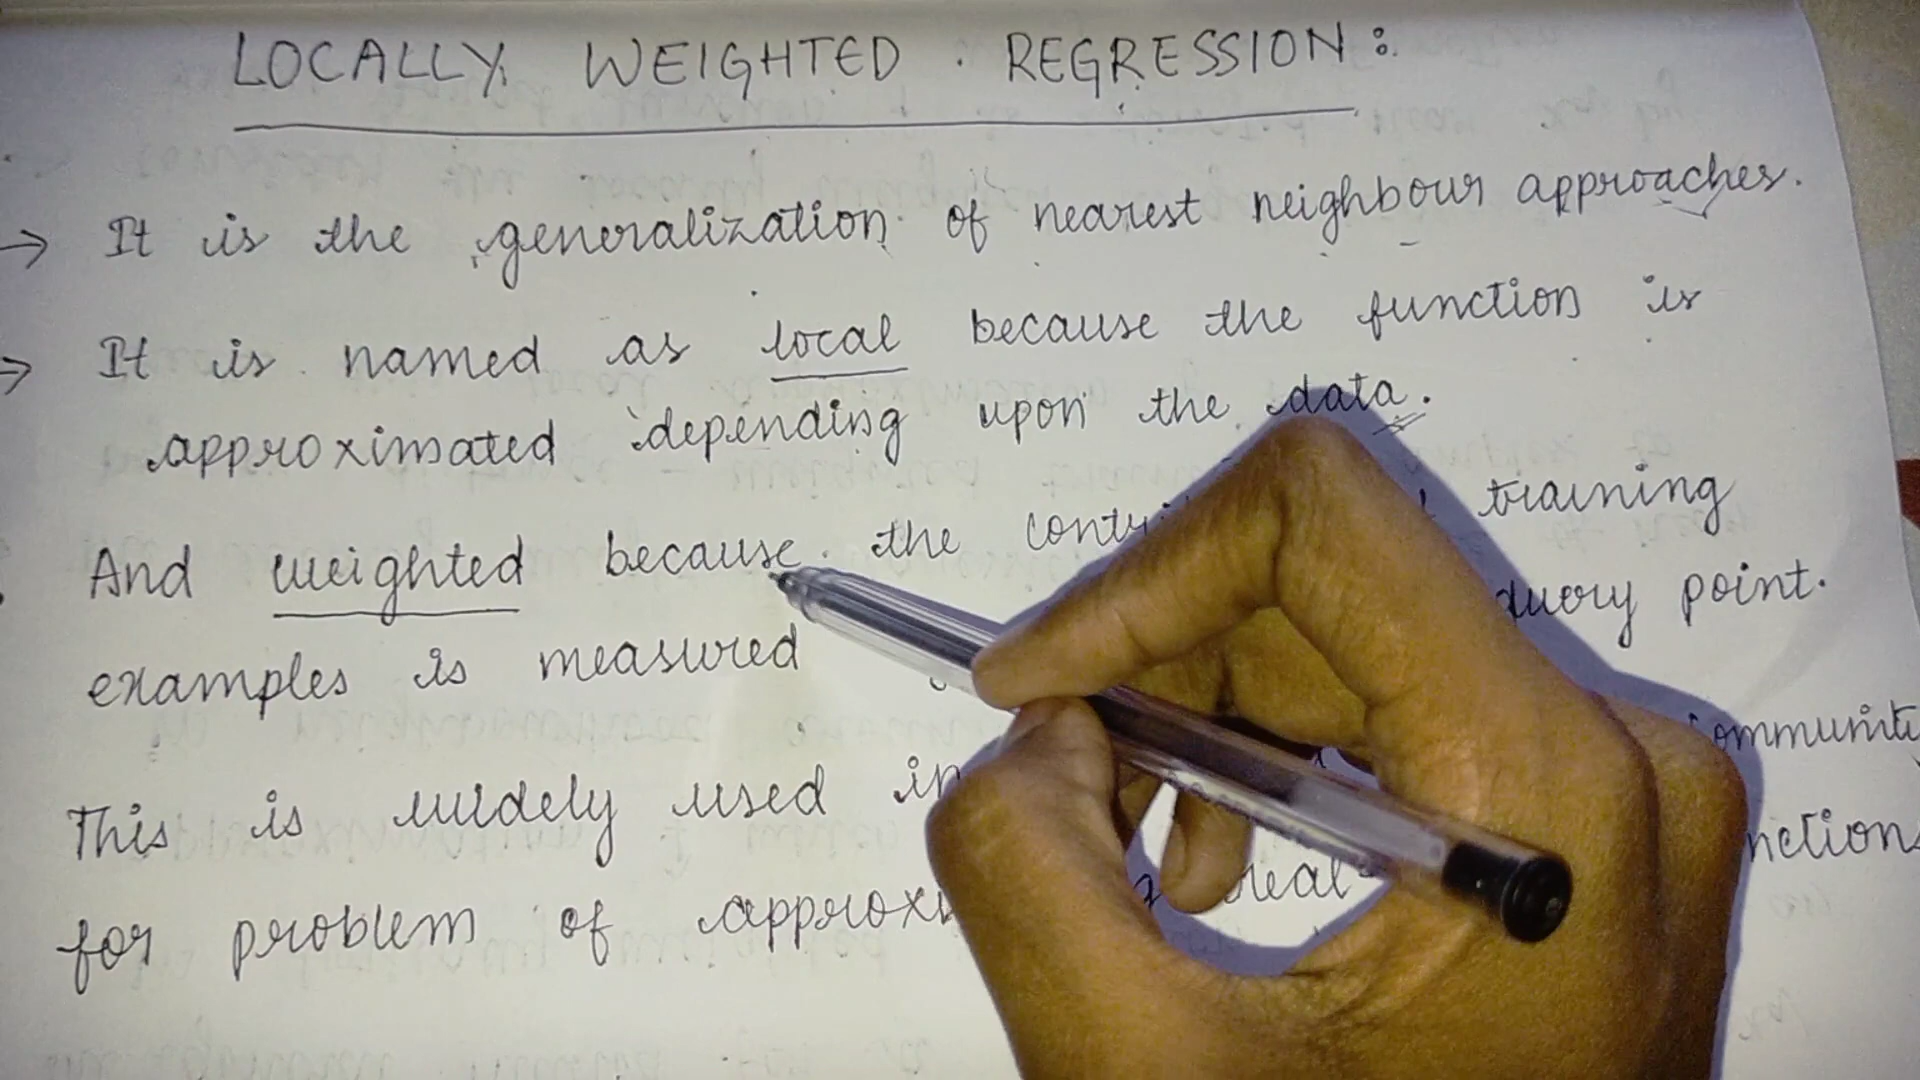 LOCALLY WEIGHTED REGRESSION:
→ It is the generalization of nearest neighbour approaches.
→ It is named as local because the function is
approximated depending upon the data.
And weighted because the training
examples is measured query point.
This is widely used in
for problem of real